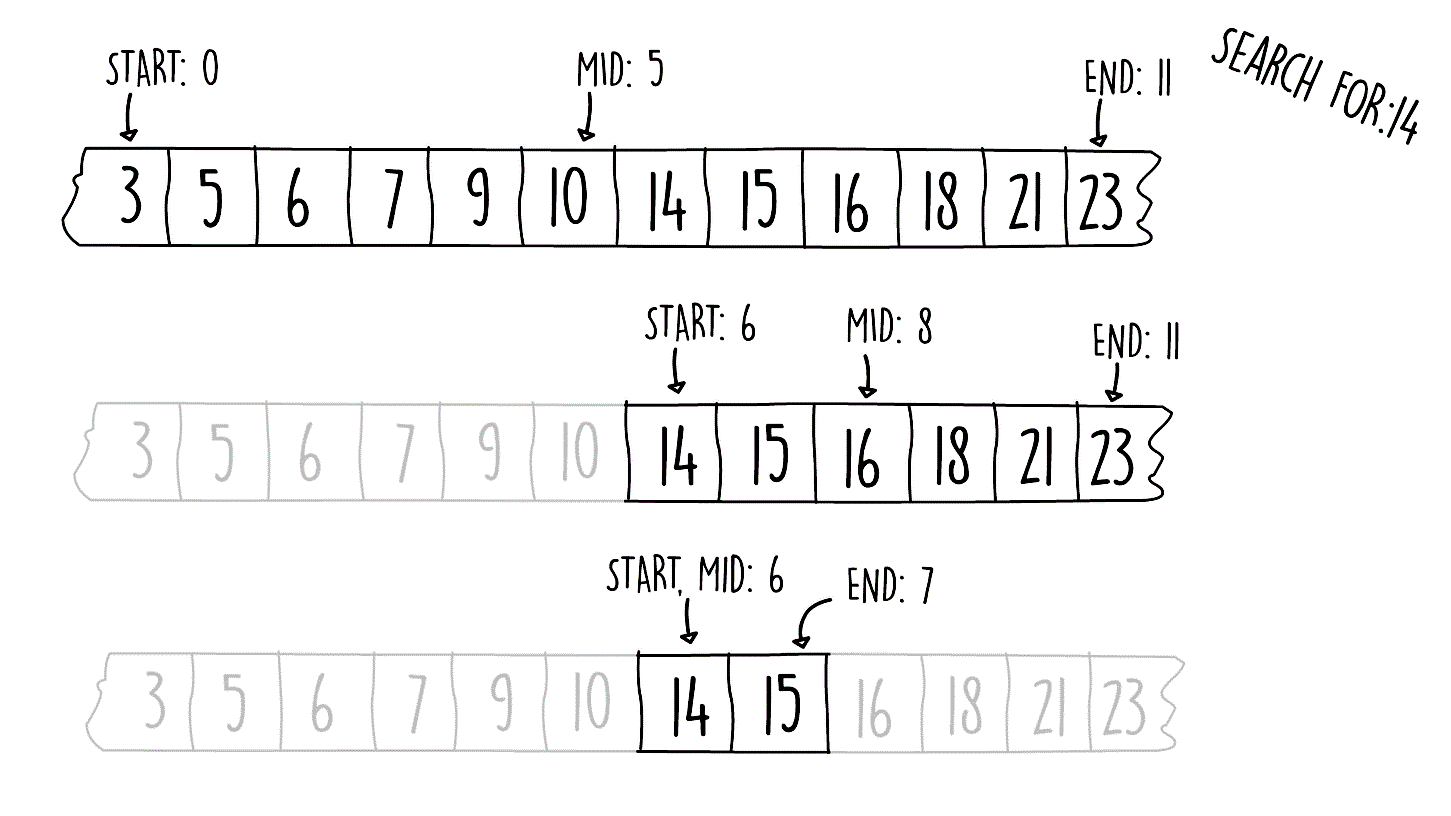 SEARCH FOR:14
START: 0 MID: 5 END: 11
3 5 6 7 9 10 14 15 16 18 21 23
START: 6 MID: 8 END: 11
3 5 6 7 9 10 14 15 16 18 21 23
START, MID: 6 END: 7
3 5 6 7 9 10 14 15 16 18 21 23